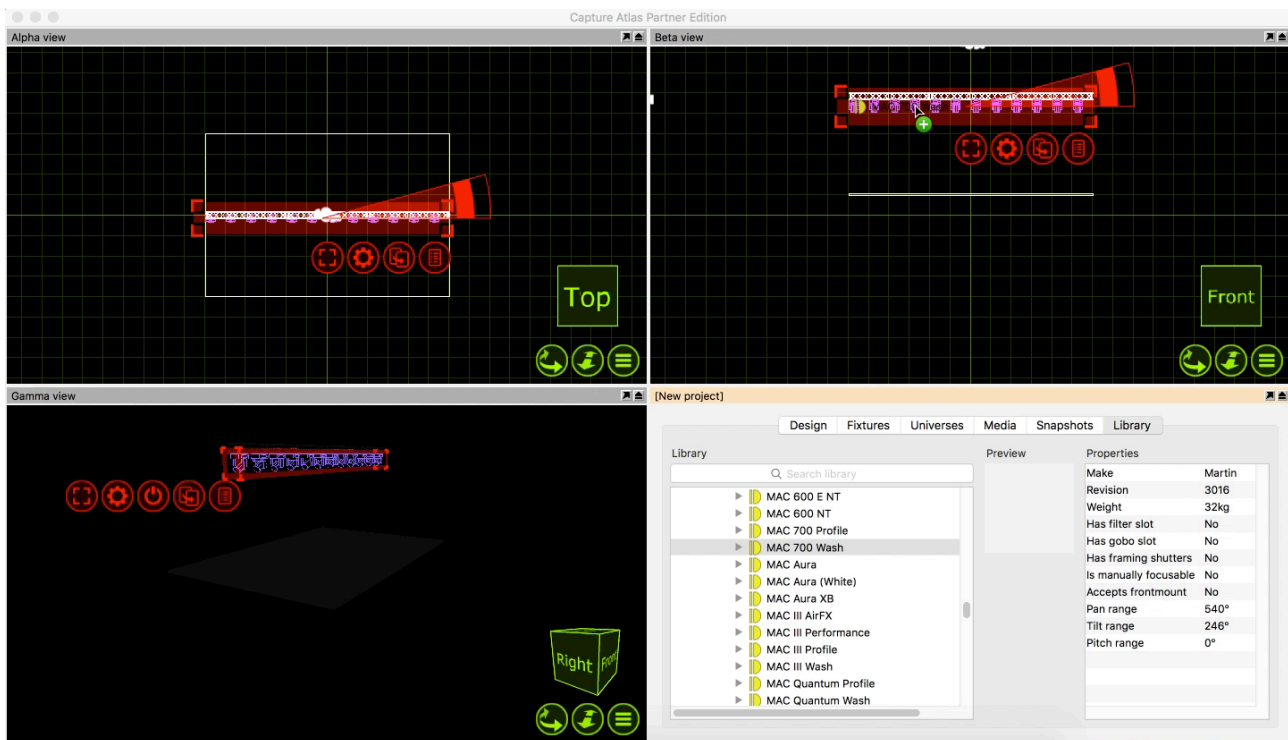 Capture Atlas Partner Edition
Alpha view
Beta view
Top
Front
Gamma view
Right Front
[New project]
Design Fixtures Universes Media Snapshots Library
Library
Search library
MAC 600 E NT
MAC 600 NT
MAC 700 Profile
MAC 700 Wash
MAC Aura
MAC Aura (White)
MAC Aura XB
MAC III AirFX
MAC III Performance
MAC III Profile
MAC III Wash
MAC Quantum Profile
MAC Quantum Wash
Preview
Properties
Make Martin
Revision 3016
Weight 32kg
Has filter slot No
Has gobo slot No
Has framing shutters No
Is manually focusable No
Accepts frontmount No
Pan range 540°
Tilt range 246°
Pitch range 0°